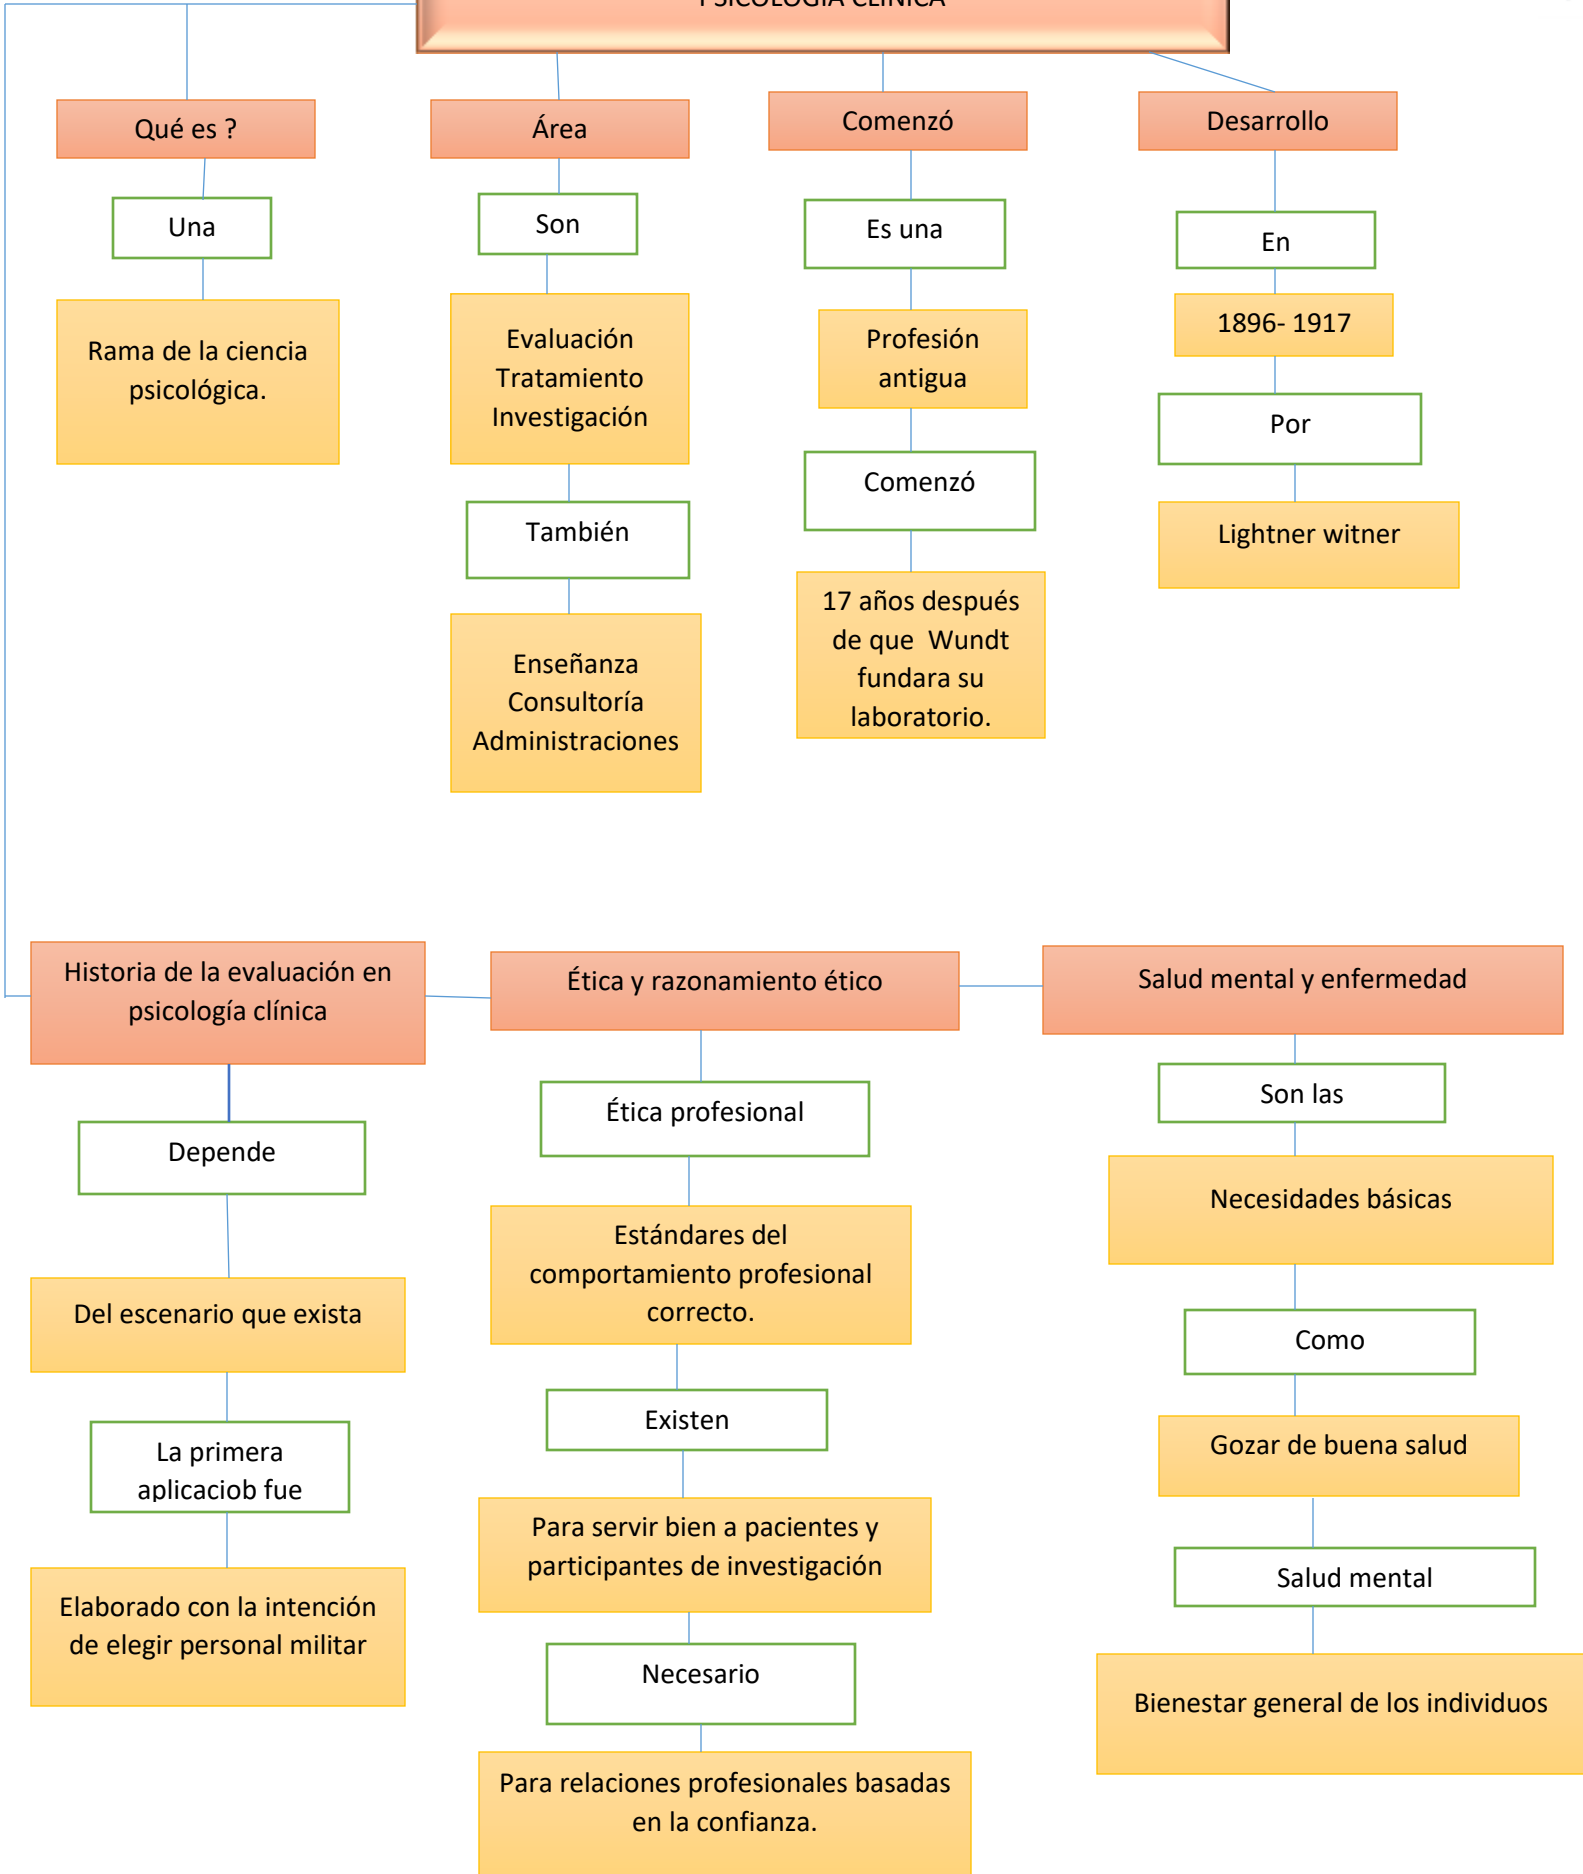 PSICOLOGÍA CLÍNICA
Qué es ?
Área
Comenzó
Desarrollo
Una
Son
Es una
En
Rama de la ciencia
psicológica.
Evaluación
Tratamiento
Investigación
Profesión
antigua
1896- 1917
Por
También
Comenzó
Lightner witner
Enseñanza
Consultoría
Administraciones
17 años después
de que Wundt
fundara su
laboratorio.
Historia de la evaluación en
psicología clínica
Ética y razonamiento ético
Salud mental y enfermedad
Depende
Ética profesional
Son las
Del escenario que exista
Estándares del
comportamiento profesional
correcto.
Necesidades básicas
La primera
aplicaciob fue
Existen
Como
Elaborado con la intención
de elegir personal militar
Para servir bien a pacientes y
participantes de investigación
Gozar de buena salud
Necesario
Salud mental
Para relaciones profesionales basadas
en la confianza.
Bienestar general de los individuos